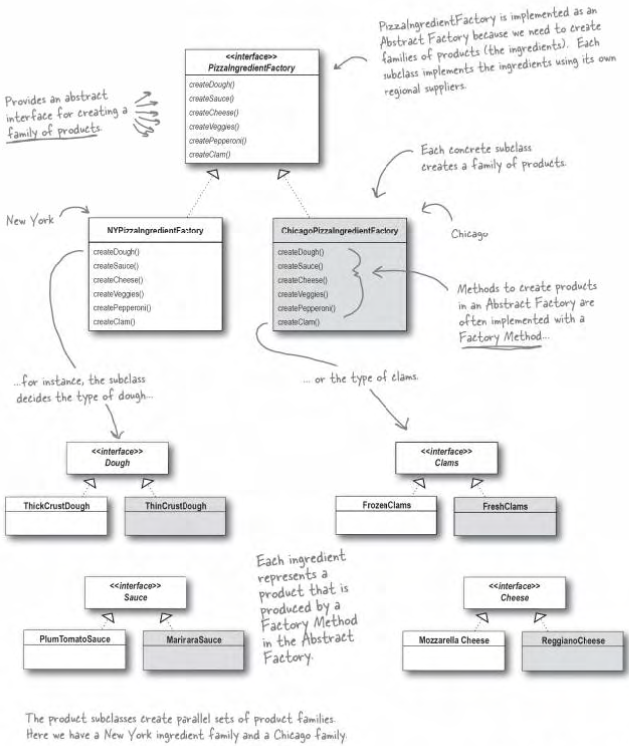 PizzaIngredientFactory is implemented as an
Abstract Factory because we need to create
families of products (the ingredients). Each
subclass implements the ingredients using its own
regional suppliers.
<<interface>>
PizzaIngredientFactory
createDough()
createSauce()
createCheese()
createVeggies()
createPepperoni()
createClam()
Provides an abstract
interface for creating a
family of products
Each concrete subclass
creates a family of products.
New York
Chicago
NYPizzaIngredientFactory
createDough()
createSauce()
createCheese()
createVeggies()
createPepperoni()
createClam()
ChicagoPizzaIngredientFactory
createDough()
createSauce()
createCheese()
createVeggies()
createPepperoni()
createClam()
Methods to create products
in an Abstract Factory are
often implemented with a
Factory Method...
...for instance, the subclass
decides the type of dough...
... or the type of clams.
<<interface>>
Dough
ThickCrustDough
ThinCrustDough
<<interface>>
Clams
FrozenClams
FreshClams
<<interface>>
Sauce
PlumTomatoSauce
MariraraSauce
Each ingredient
represents a
product that is
produced by a
Factory Method
in the Abstract
Factory.
<<interface>>
Cheese
Mozzarella Cheese
ReggianoCheese
The product subclasses create parallel sets of product families.
Here we have a New York ingredient family and a Chicago family.